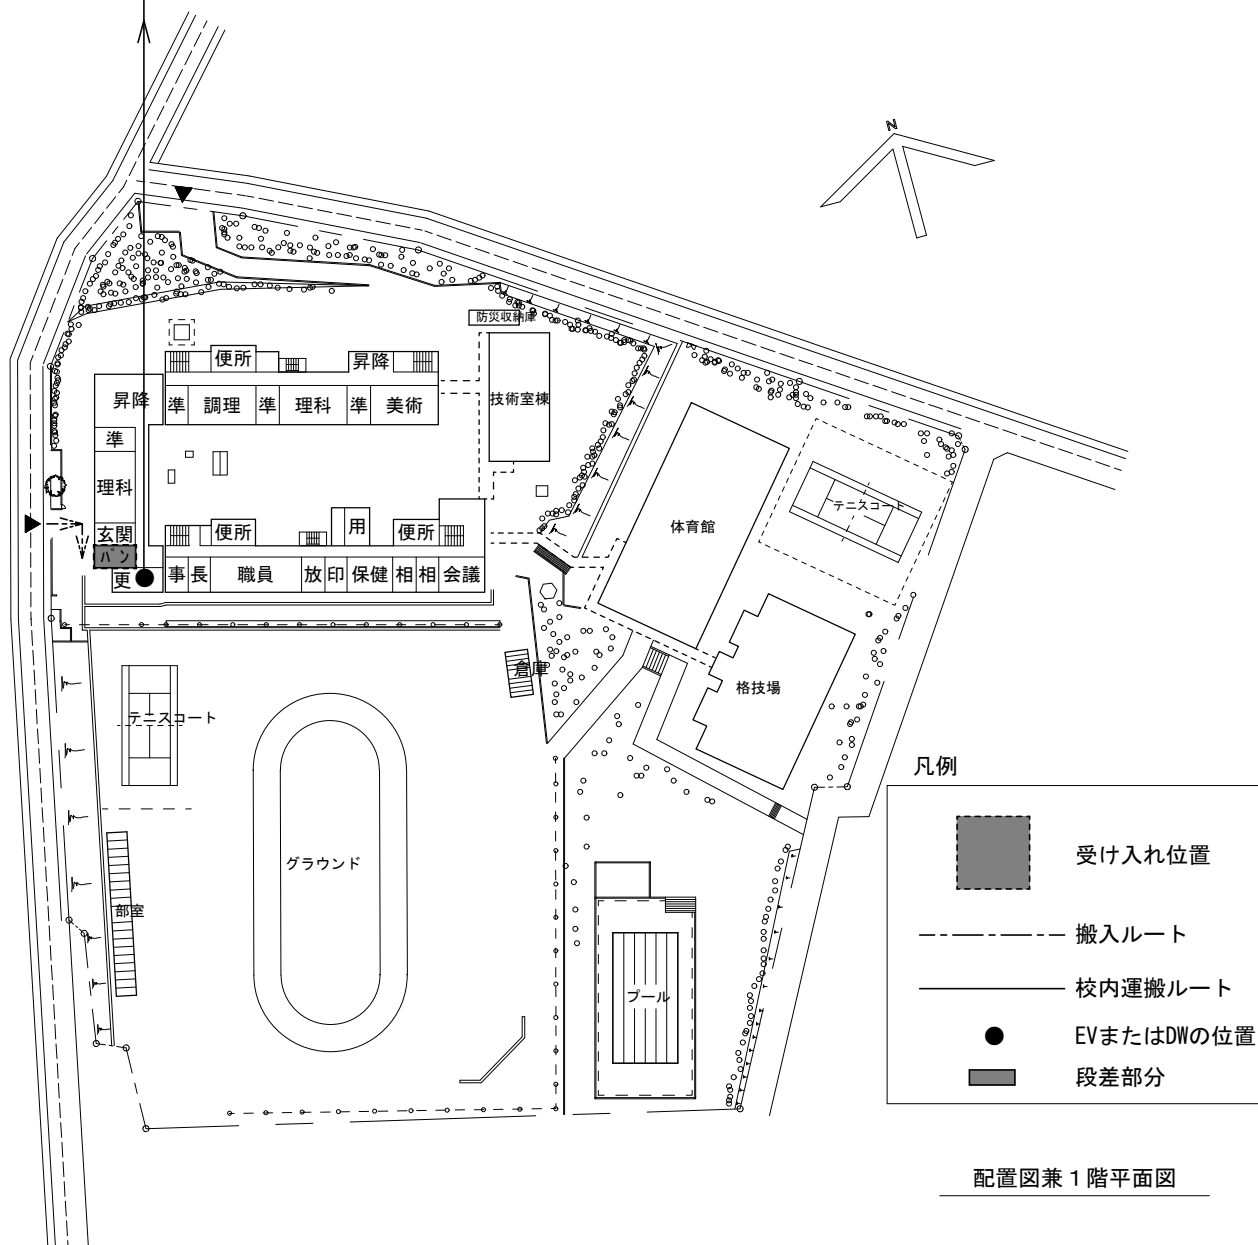 N
防災収納庫
便所
昇降
昇降
準
調理
準
理科
準
美術
技術室棟
準
理科
テニスコート
体育館
玄関
便所
用
便所
パン
更
事
長
職員
放
印
保健
相
相
会議
倉庫
格技場
テニスコート
凡例
グラウンド
受け入れ位置
部室
搬入ルート
プール
校内運搬ルート
EVまたはDWの位置
段差部分
配置図兼1階平面図